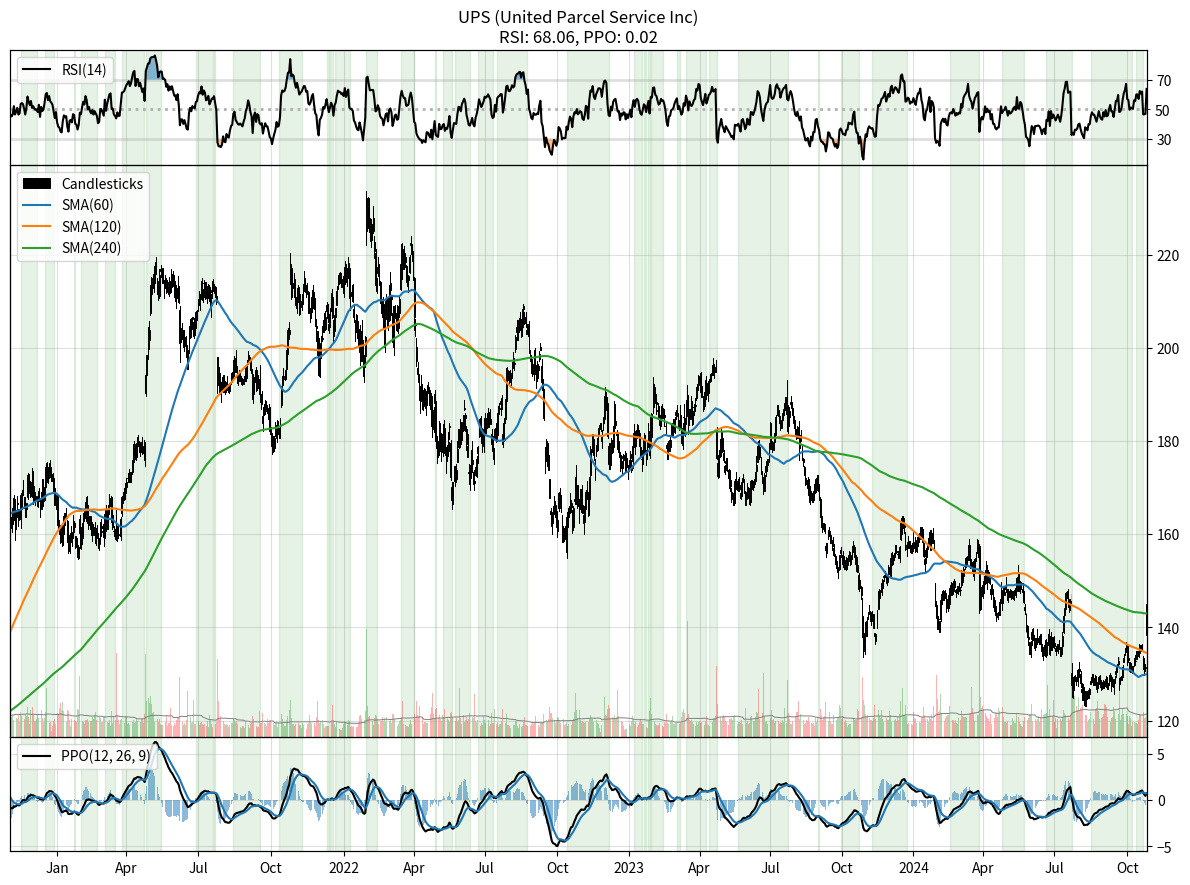 UPS (United Parcel Service Inc)
RSI: 68.06, PPO: 0.02
RSI(14)
70
50
30
Candlesticks
SMA(60)
SMA(120)
SMA(240)
220
200
180
160
140
120
PPO(12, 26, 9)
5
0
−5
Jan Apr Jul Oct 2022 Apr Jul Oct 2023 Apr Jul Oct 2024 Apr Jul Oct